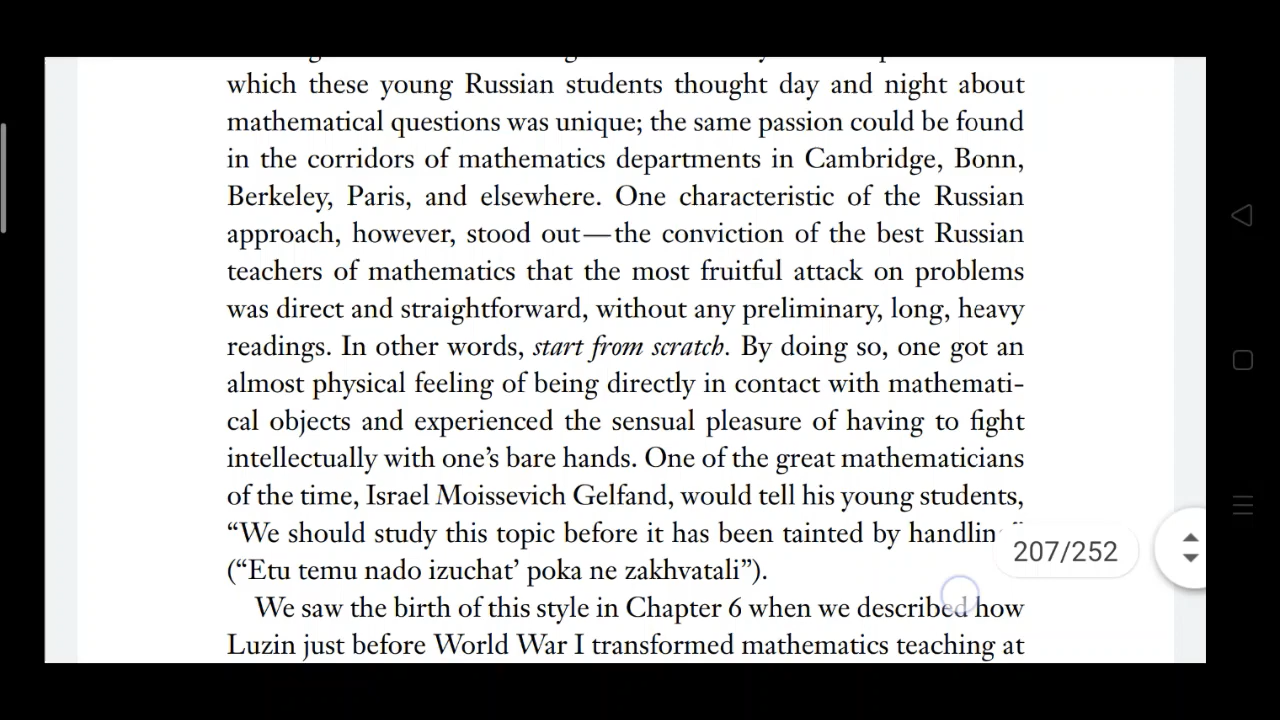 which these young Russian students thought day and night about
mathematical questions was unique; the same passion could be found
in the corridors of mathematics departments in Cambridge, Bonn,
Berkeley, Paris, and elsewhere. One characteristic of the Russian
approach, however, stood out—the conviction of the best Russian
teachers of mathematics that the most fruitful attack on problems
was direct and straightforward, without any preliminary, long, heavy
readings. In other words, start from scratch. By doing so, one got an
almost physical feeling of being directly in contact with mathemati-
cal objects and experienced the sensual pleasure of having to fight
intellectually with one's bare hands. One of the great mathematicians
of the time, Israel Moissevich Gelfand, would tell his young students,
“We should study this topic before it has been tainted by handlin
207/252
(“Etu temu nado izuchat’ poka ne zakhvatali”).
We saw the birth of this style in Chapter 6 when we described how
Luzin just before World War I transformed mathematics teaching at